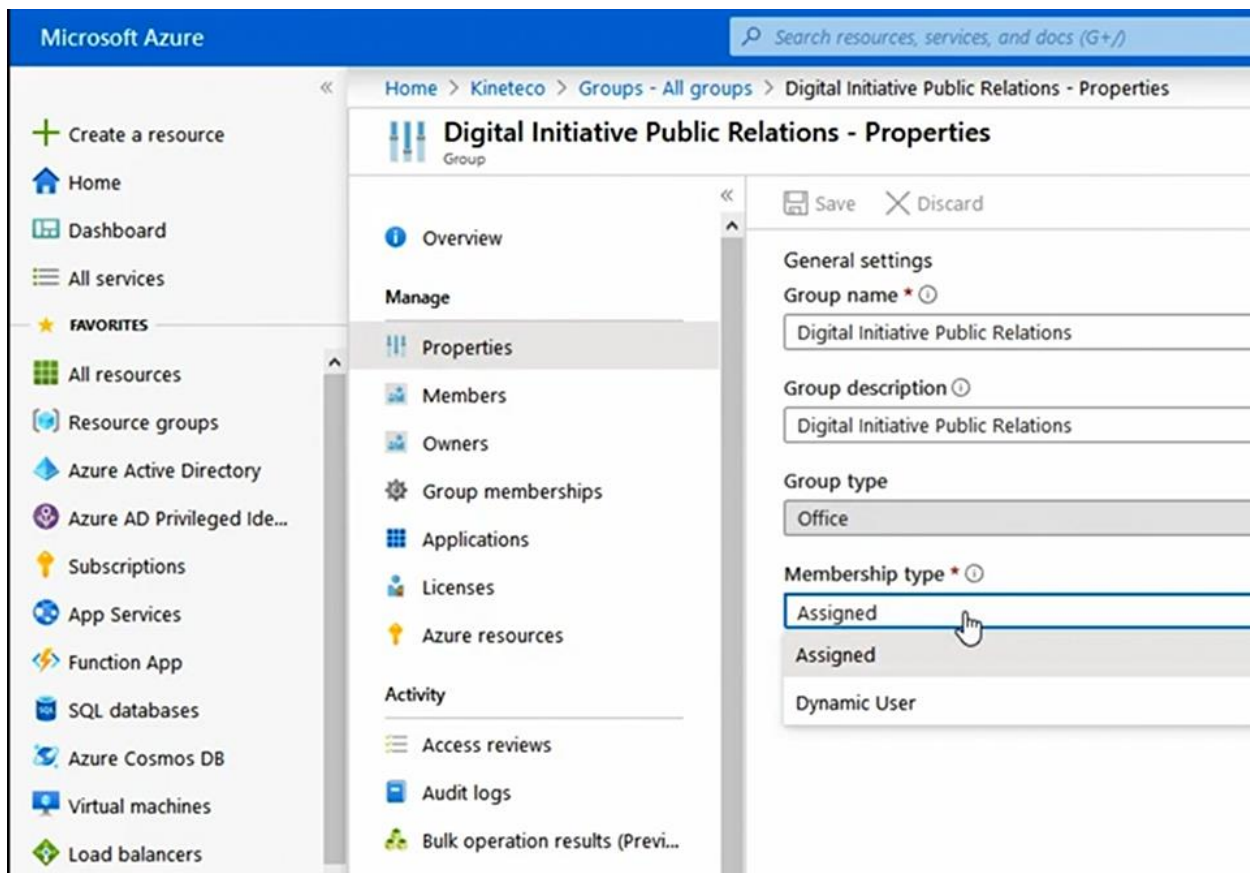 Microsoft Azure
Search resources, services, and docs (G+/)
«
Home > Kineteco > Groups - All groups > Digital Initiative Public Relations - Properties
Digital Initiative Public Relations - Properties
Group
Create a resource
Home
Dashboard
All services
FAVORITES
All resources
Resource groups
Azure Active Directory
Azure AD Privileged Ide...
Subscriptions
App Services
Function App
SQL databases
Azure Cosmos DB
Virtual machines
Load balancers
«
Overview
Manage
Properties
Members
Owners
Group memberships
Applications
Licenses
Azure resources
Activity
Access reviews
Audit logs
Bulk operation results (Previ...
Save Discard
General settings
Group name *
Digital Initiative Public Relations
Group description
Digital Initiative Public Relations
Group type
Office
Membership type *
Assigned
Assigned
Dynamic User